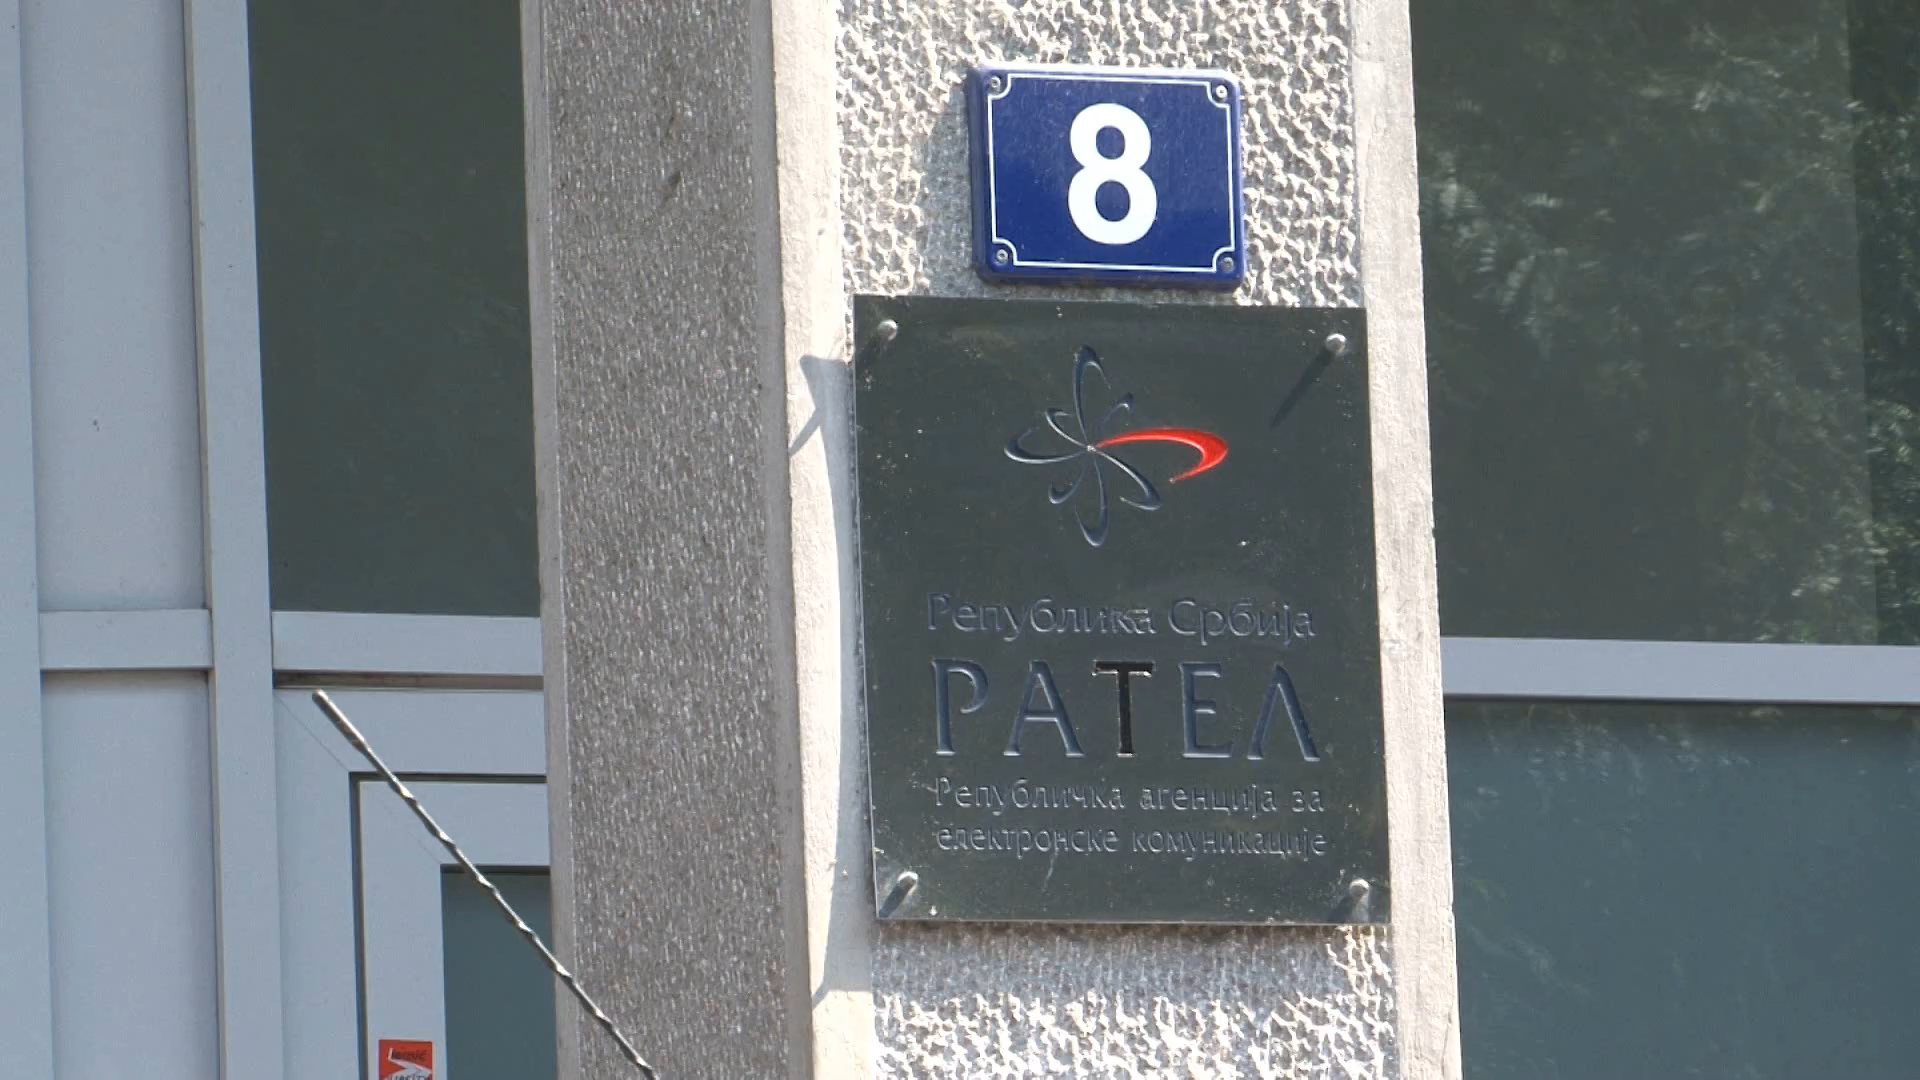 8
Република Србија
РАТЕЛ
Републичка агенција за
електронске комуникације